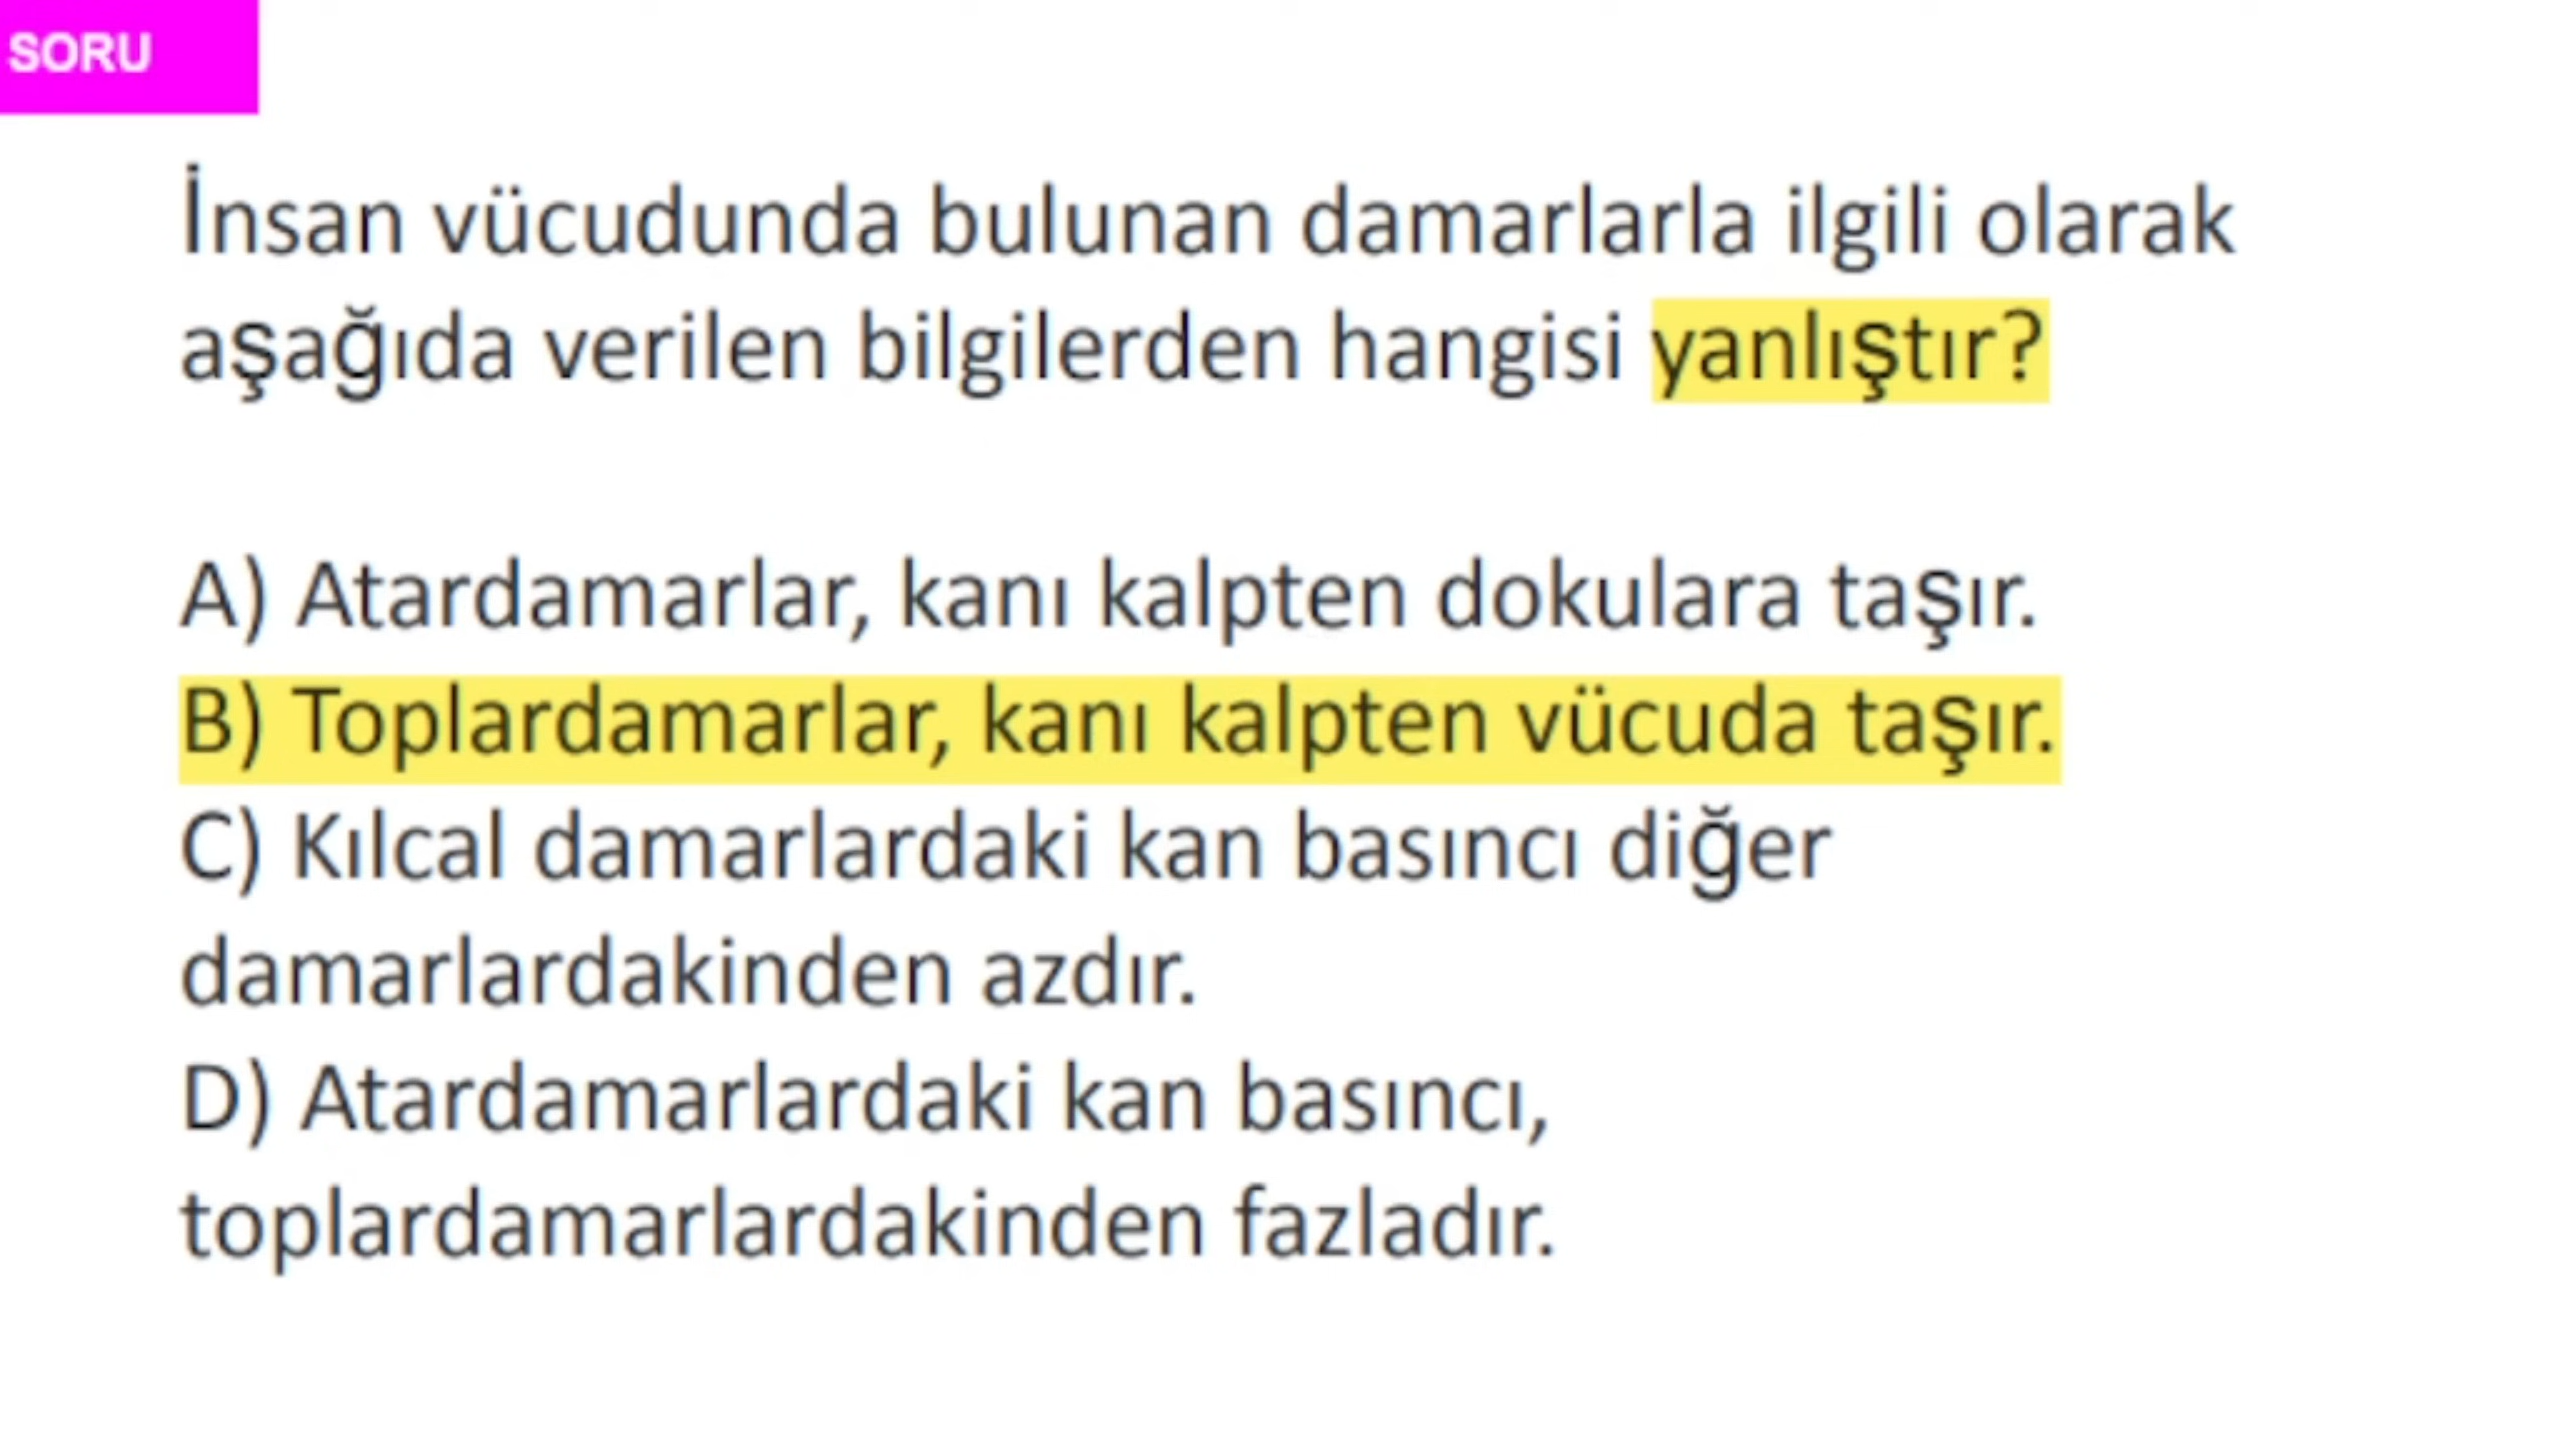 SORU
İnsan vücudunda bulunan damarlarla ilgili olarak
aşağıda verilen bilgilerden hangisi yanlıştır?
A) Atardamarlar, kanı kalpten dokulara taşır.
B) Toplardamarlar, kanı kalpten vücuda taşır.
C) Kılcal damarlardaki kan basıncı diğer
damarlardakinden azdır.
D) Atardamarlardaki kan basıncı,
toplardamarlardakinden fazladır.